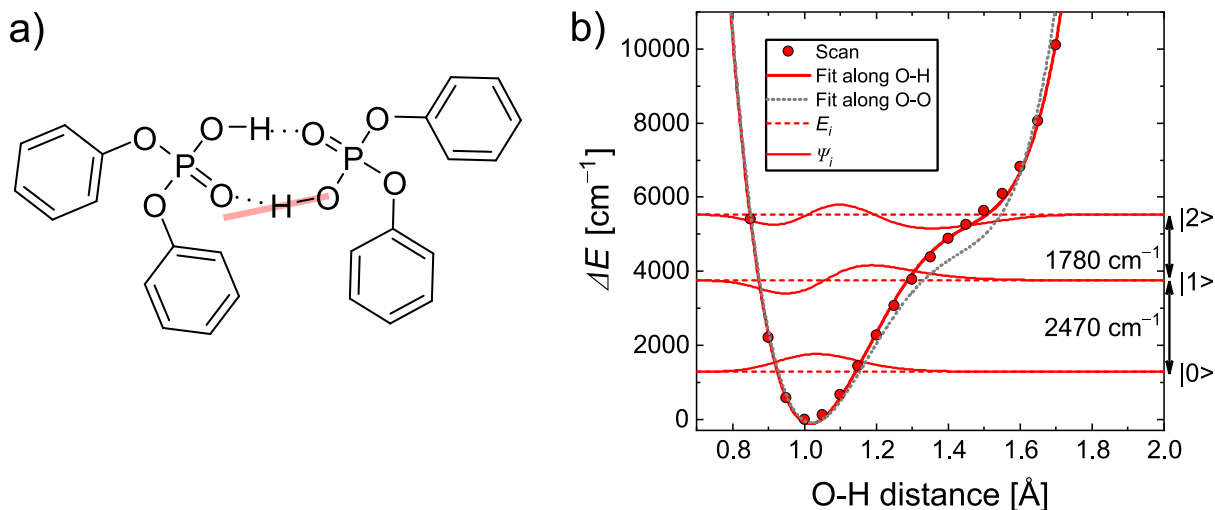 a)
O
O
H
O
O
P
P
O
O
H
O
O
b)
10000
8000
6000
4000
2000
0
ΔE [cm⁻¹]
Scan
Fit along O-H
Fit along O-O
E_i
Ψ_i
|2>
1780 cm⁻¹
|1>
2470 cm⁻¹
|0>
0.8 1.0 1.2 1.4 1.6 1.8 2.0
O-H distance [Å]